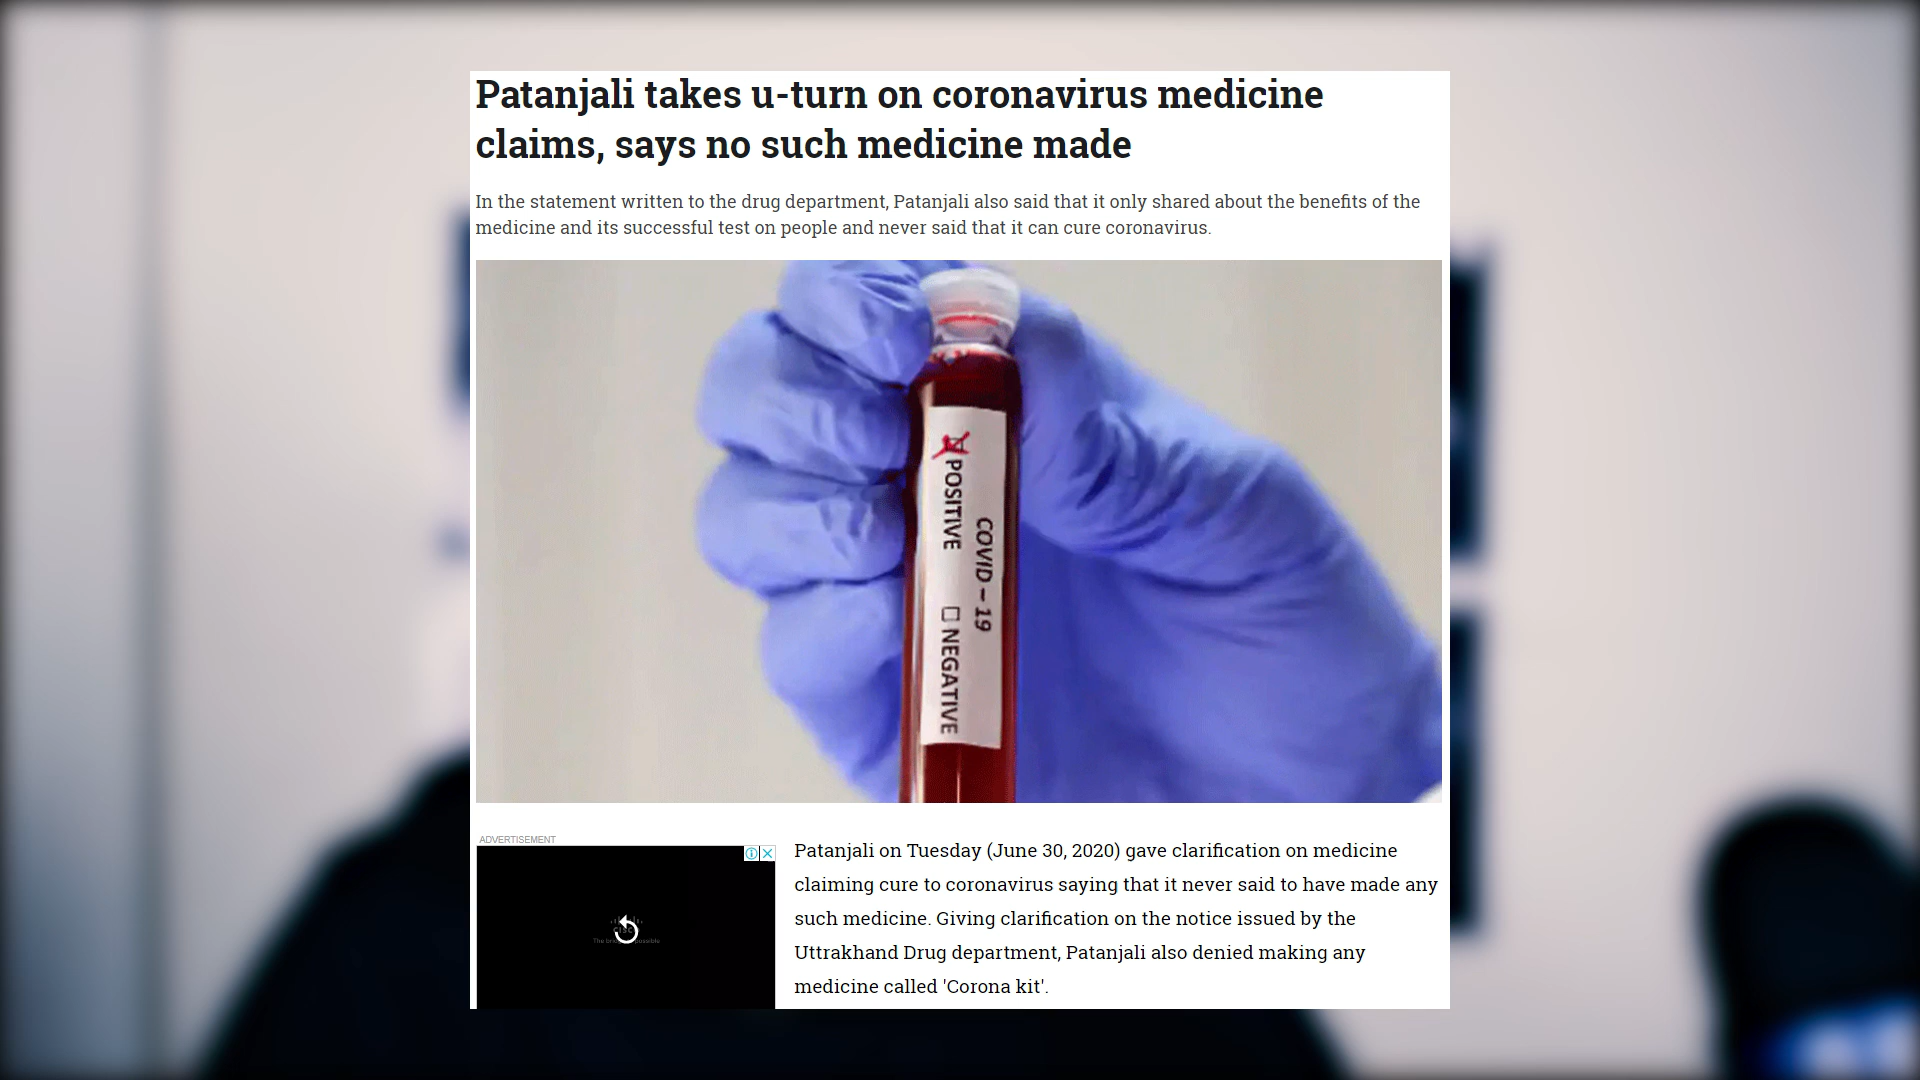 Patanjali takes u-turn on coronavirus medicine
claims, says no such medicine made
In the statement written to the drug department, Patanjali also said that it only shared about the benefits of the
medicine and its successful test on people and never said that it can cure coronavirus.
POSITIVE
COVID – 19
NEGATIVE
ADVERTISEMENT
Patanjali on Tuesday (June 30, 2020) gave clarification on medicine
claiming cure to coronavirus saying that it never said to have made any
such medicine. Giving clarification on the notice issued by the
Uttrakhand Drug department, Patanjali also denied making any
medicine called 'Corona kit'.